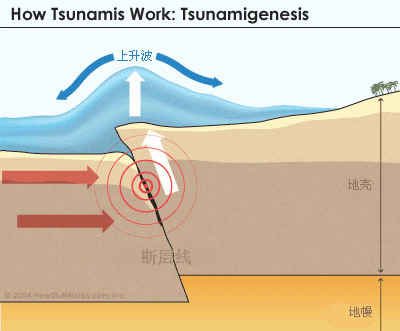 How Tsunamis Work: Tsunamigenesis
上升波
地壳
断层线
© 2004 HowStuffWorks.com Inc.
地幔